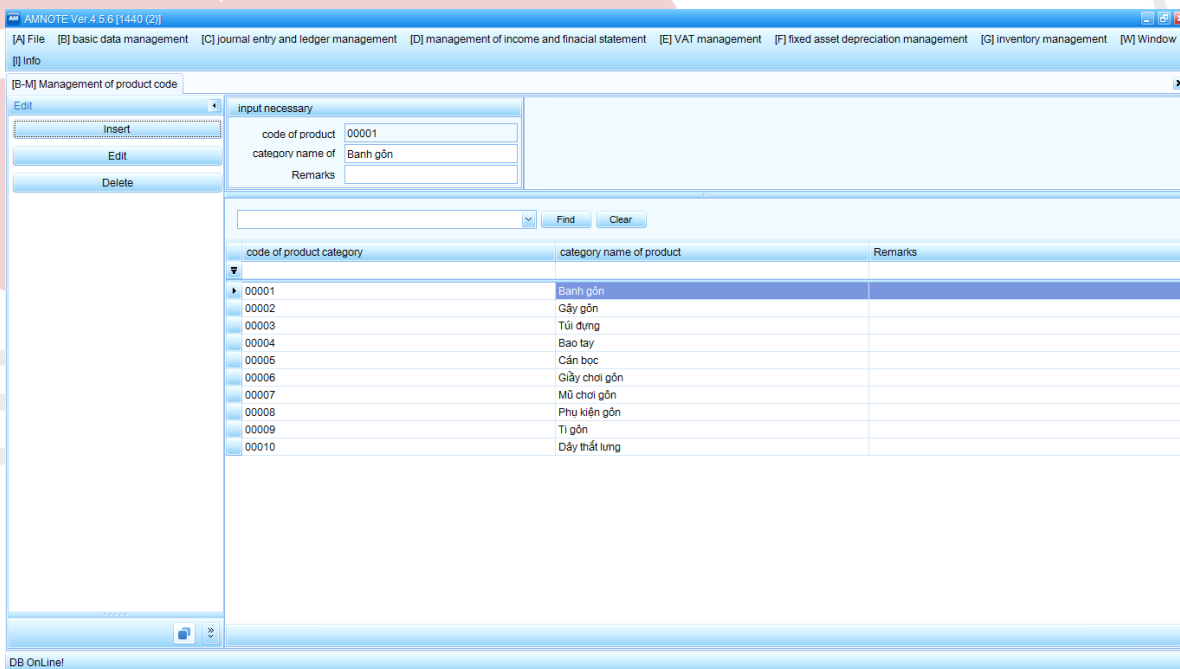 AM AMNOTE Ver.4.5.6 [1440 (2)]
[A] File [B] basic data management [C] journal entry and ledger management [D] management of income and finacial statement [E] VAT management [F] fixed asset depreciation management [G] inventory management [W] Window
[I] Info
[B-M] Management of product code
Edit
Insert
Edit
Delete
input necessary
code of product 00001
category name of Banh gôn
Remarks
Find Clear
code of product category category name of product Remarks
00001 Banh gôn
00002 Gậy gôn
00003 Túi đựng
00004 Bao tay
00005 Cán bọc
00006 Giầy chơi gôn
00007 Mũ chơi gôn
00008 Phụ kiện gôn
00009 Ti gôn
00010 Dây thắt lưng
DB OnLine!